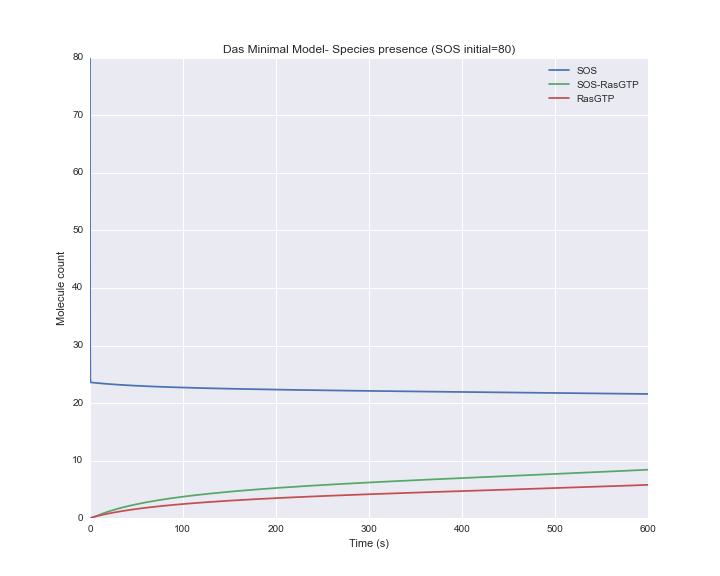 Das Minimal Model- Species presence (SOS initial=80)
80
SOS
SOS-RasGTP
RasGTP
70
60
50
40
30
20
10
0
Molecule count
0 100 200 300 400 500 600
Time (s)